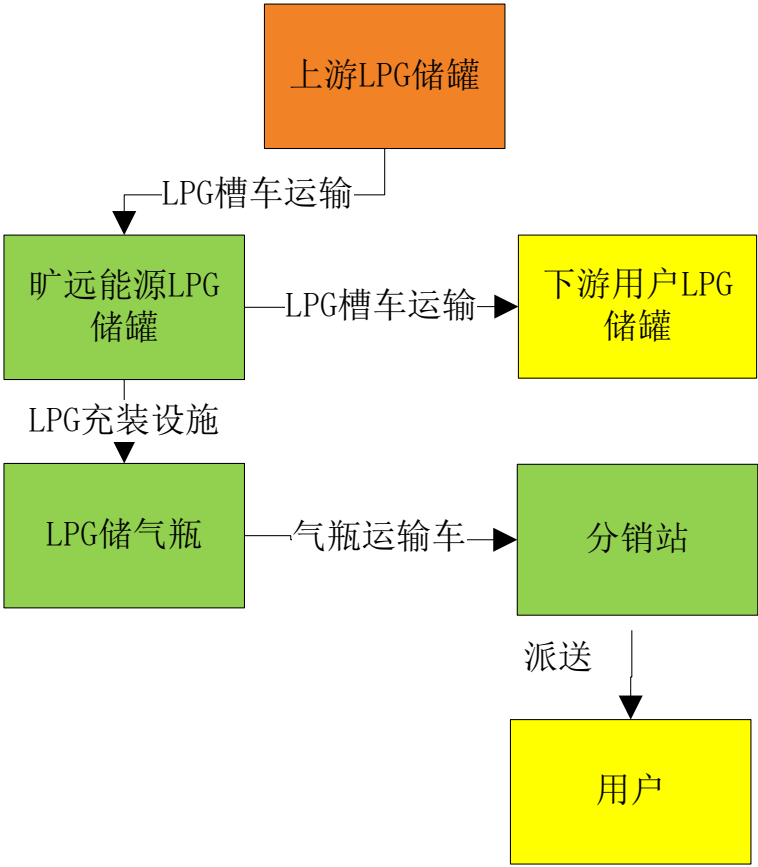 上游LPG储罐
LPG槽车运输
旷远能源LPG
储罐
LPG槽车运输
下游用户LPG
储罐
LPG充装设施
LPG储气瓶
气瓶运输车
分销站
派送
用户